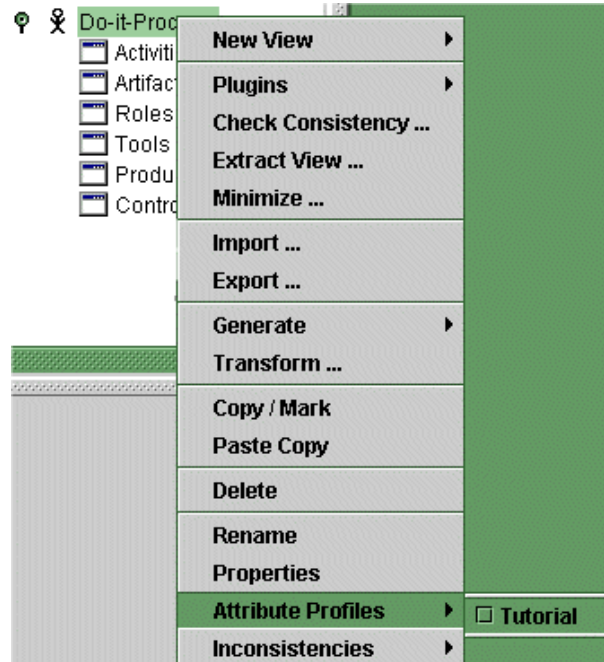 Do-it-Proc
Activiti
Artifact
Roles
Tools
Produ
Contro
New View
Plugins
Check Consistency ...
Extract View ...
Minimize ...
Import ...
Export ...
Generate
Transform ...
Copy / Mark
Paste Copy
Delete
Rename
Properties
Attribute Profiles
Tutorial
Inconsistencies